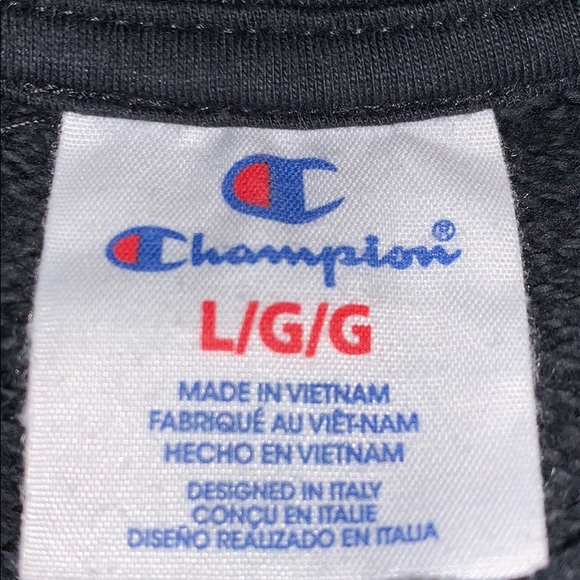 Champion®
L/G/G
MADE IN VIETNAM
FABRIQUÉ AU VIÊT-NAM
HECHO EN VIETNAM
DESIGNED IN ITALY
CONÇU EN ITALIE
DISEÑO REALIZADO EN ITALIA